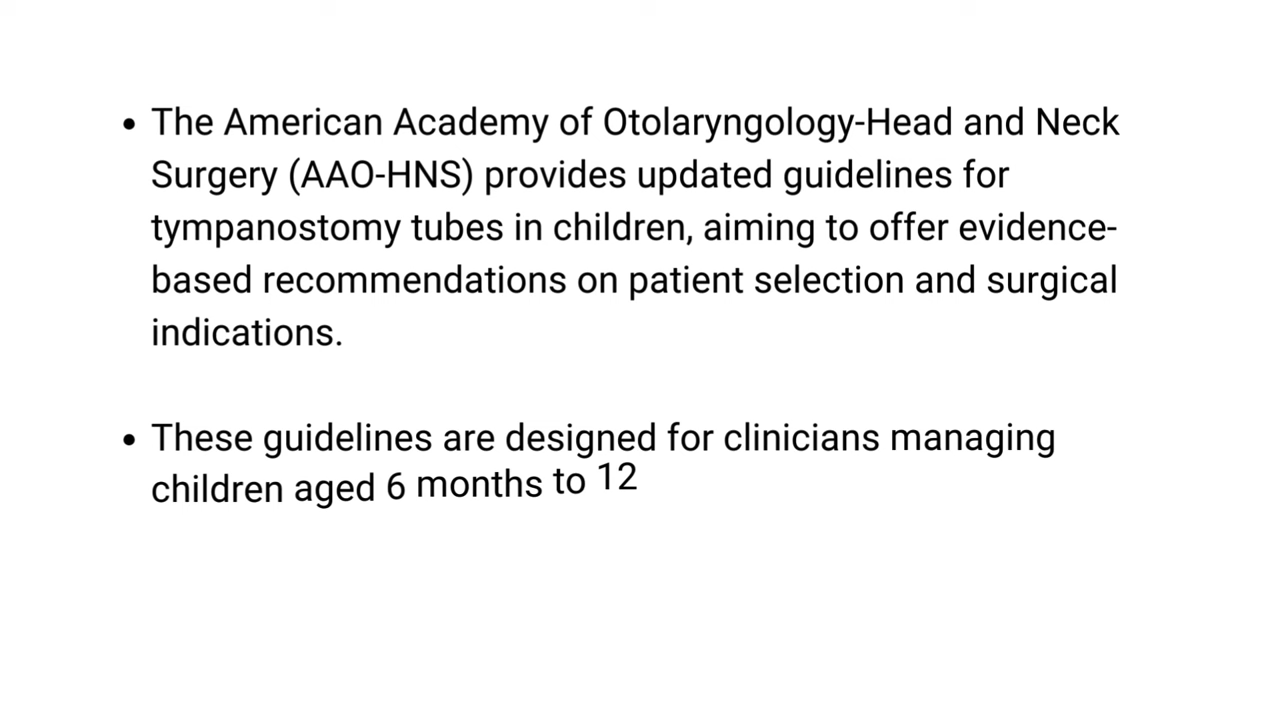 • The American Academy of Otolaryngology-Head and Neck
Surgery (AAO-HNS) provides updated guidelines for
tympanostomy tubes in children, aiming to offer evidence-
based recommendations on patient selection and surgical
indications.
• These guidelines are designed for clinicians managing
children aged 6 months to 12